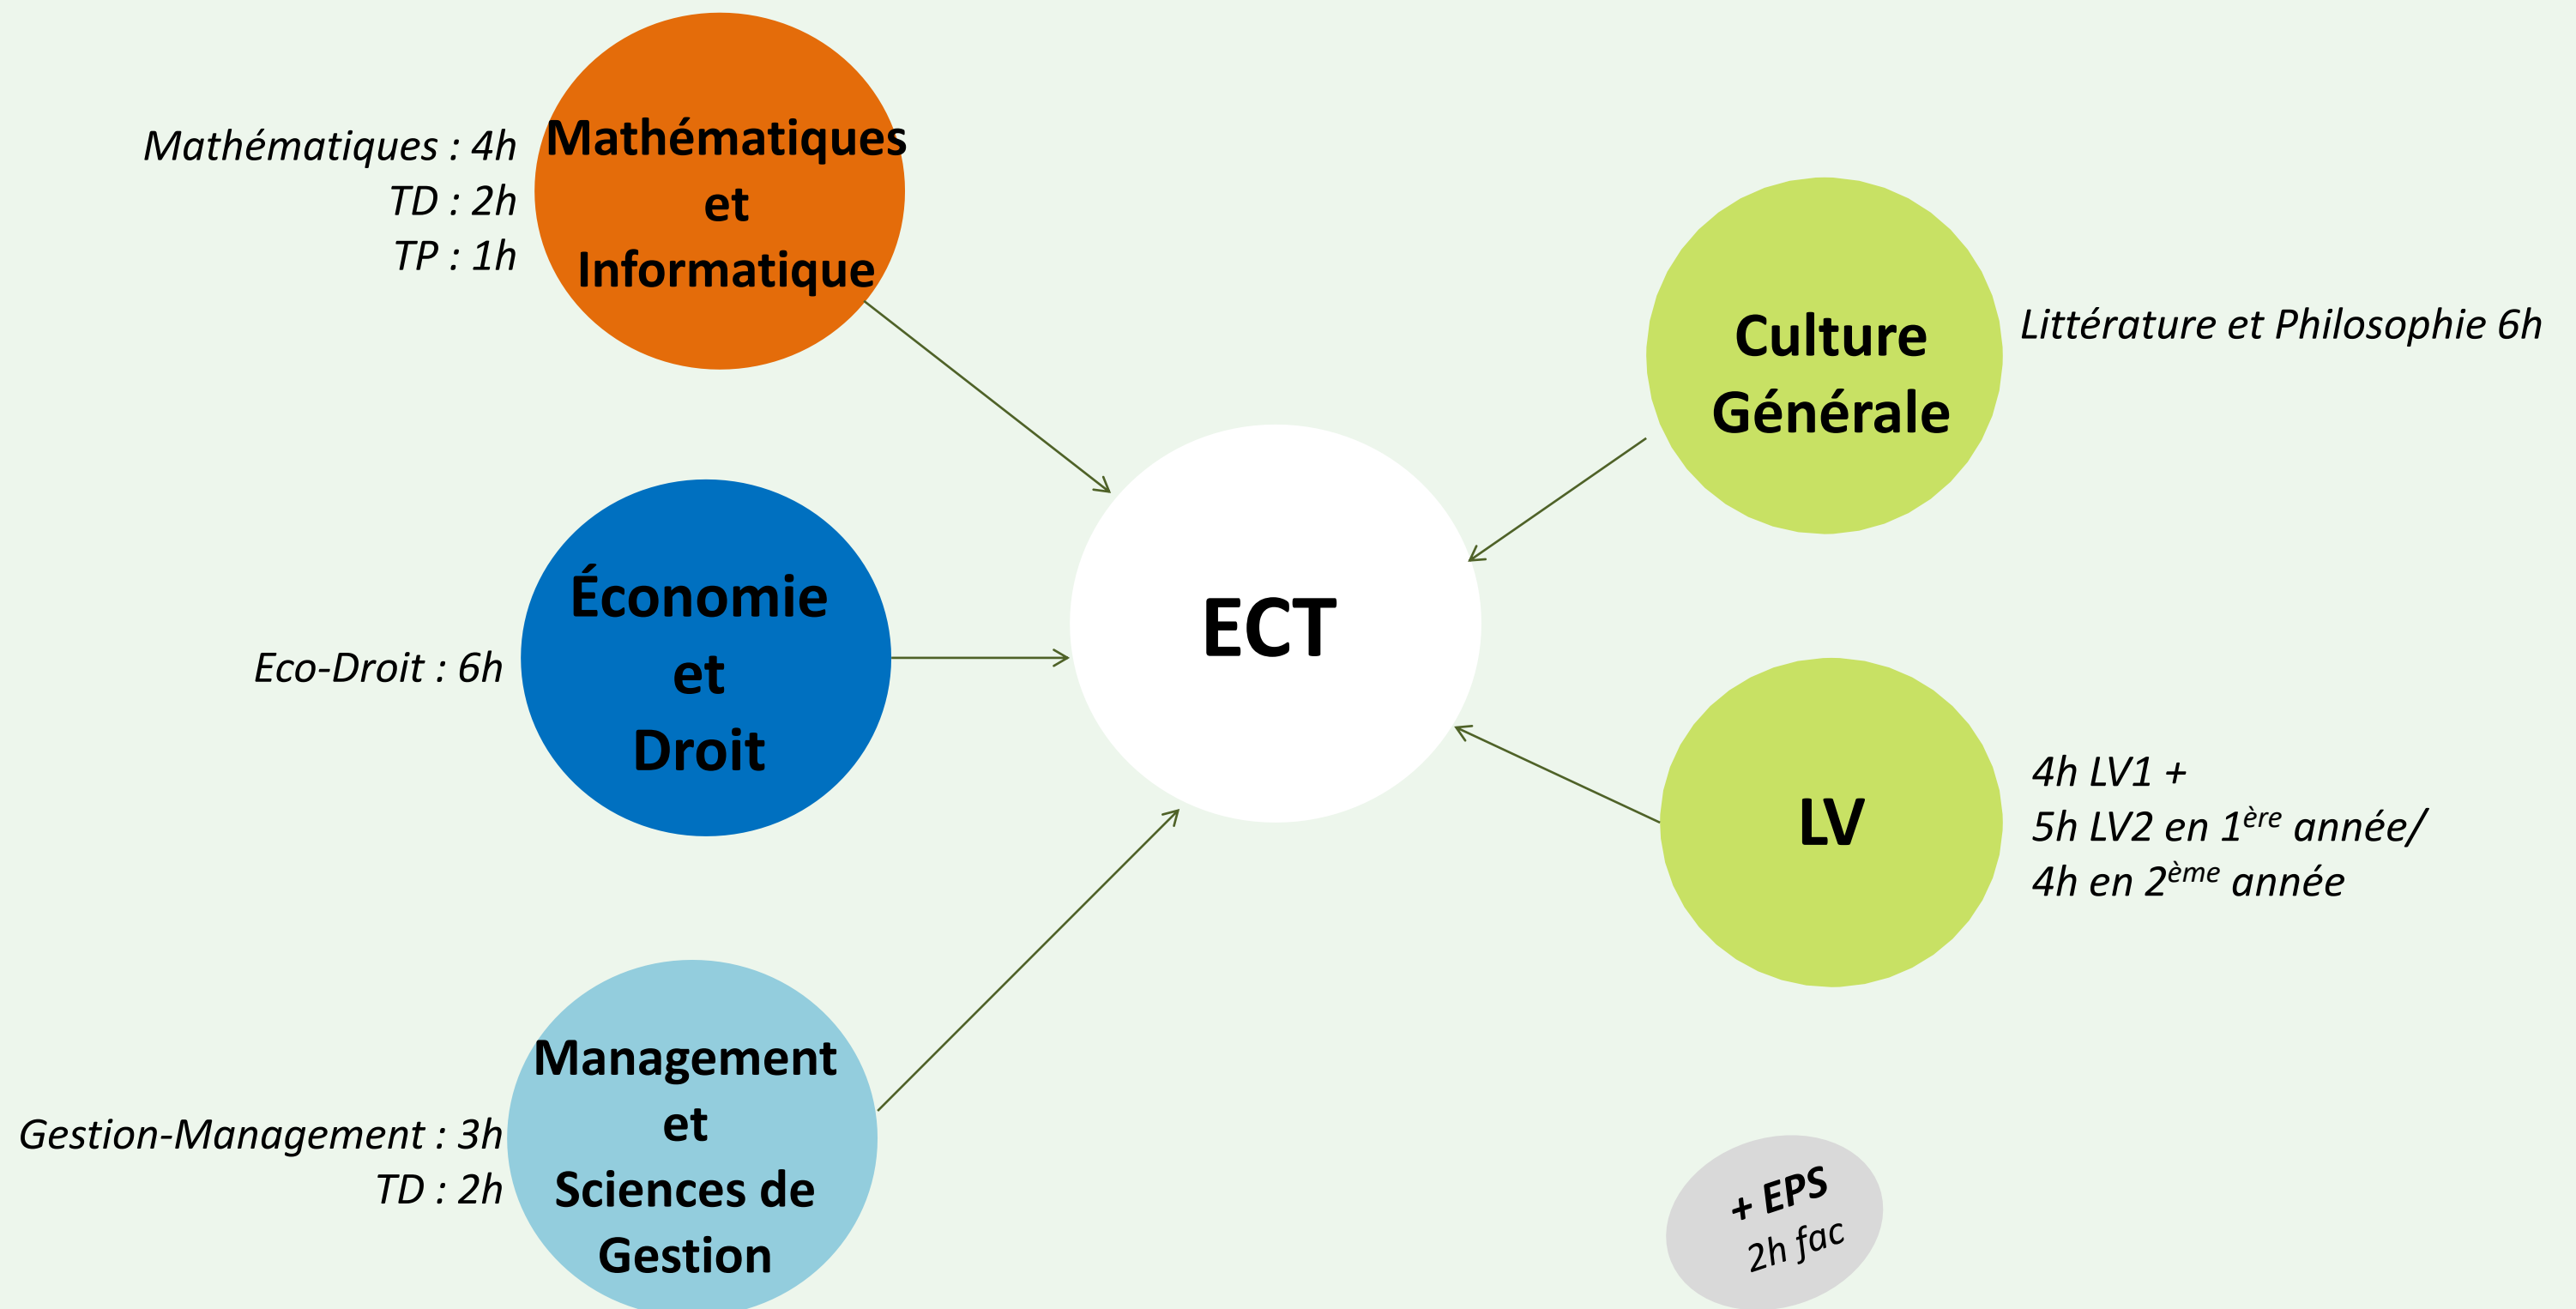 Mathématiques : 4h
TD : 2h
TP : 1h
Mathématiques
et
Informatique
Culture
Générale
Littérature et Philosophie 6h
Eco-Droit : 6h
Économie
et
Droit
ECT
LV
4h LV1 +
5h LV2 en 1ère année/
4h en 2ème année
Gestion-Management : 3h
TD : 2h
Management
et
Sciences de
Gestion
+ EPS
2h fac